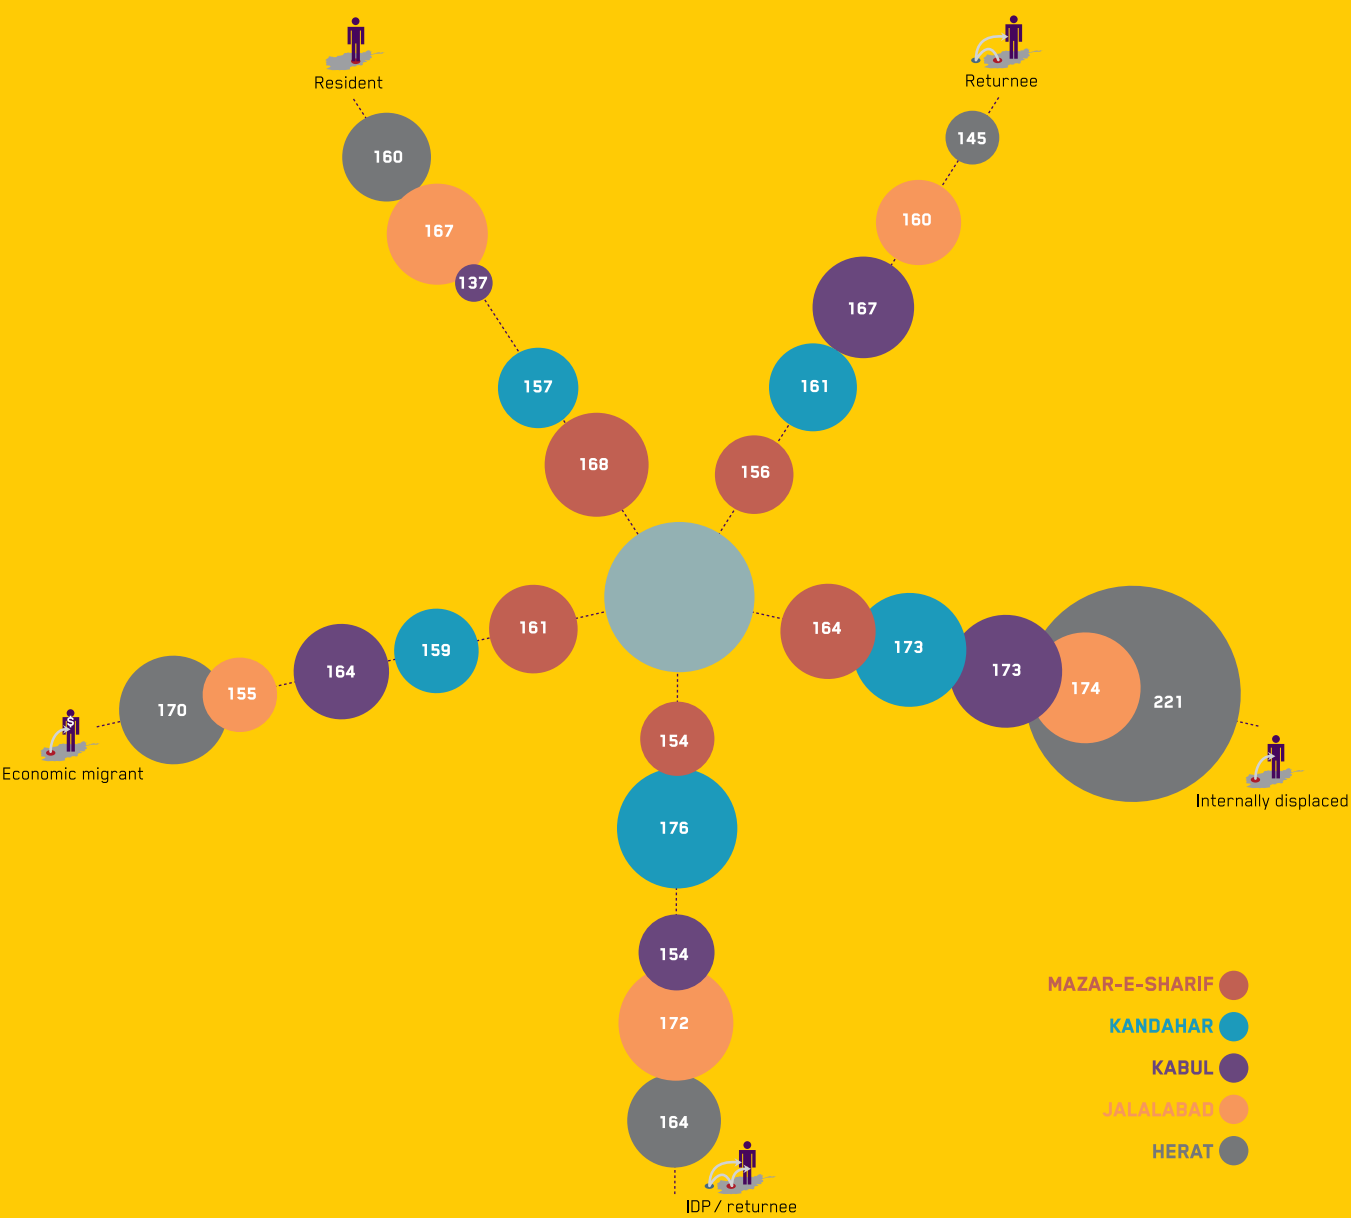 Resident
Returnee
160
145
167
160
137
167
157
161
168
156
161
164
159
173
164
173
155
174
170
221
$
Economic migrant
Internally displaced
154
176
154
172
164
IDP / returnee
MAZAR-E-SHARIF
KANDAHAR
KABUL
JALALABAD
HERAT